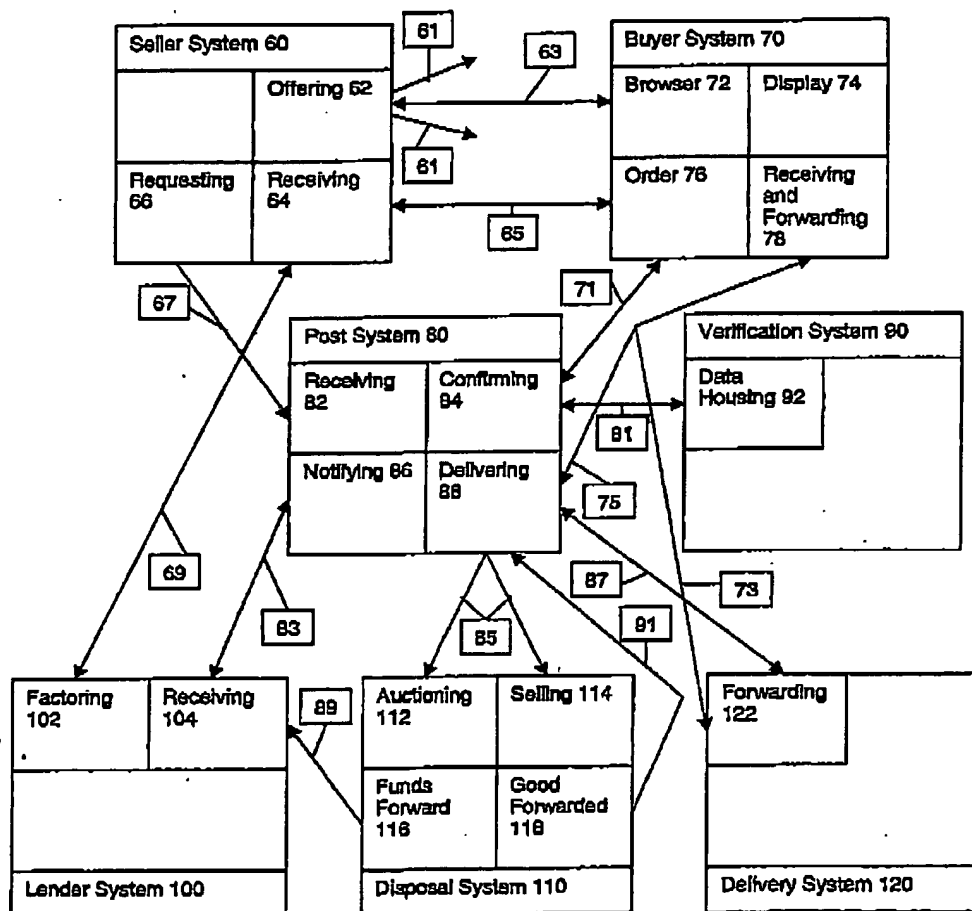 Seller System 60
61
63
Buyer System 70
Offering 62
Browser 72
Display 74
61
Requesting
66
Receiving
64
Order 76
Receiving
and
Forwarding
78
65
67
71
Post System 80
Verification System 90
Receiving
82
Confirming
84
Data
Housing 92
81
Notifying 86
Delivering
88
75
69
83
85
87
73
91
Factoring
102
Receiving
104
89
Auctioning
112
Selling 114
Forwarding
122
Funds
Forward
116
Good
Forwarded
118
Lender System 100
Disposal System 110
Delivery System 120